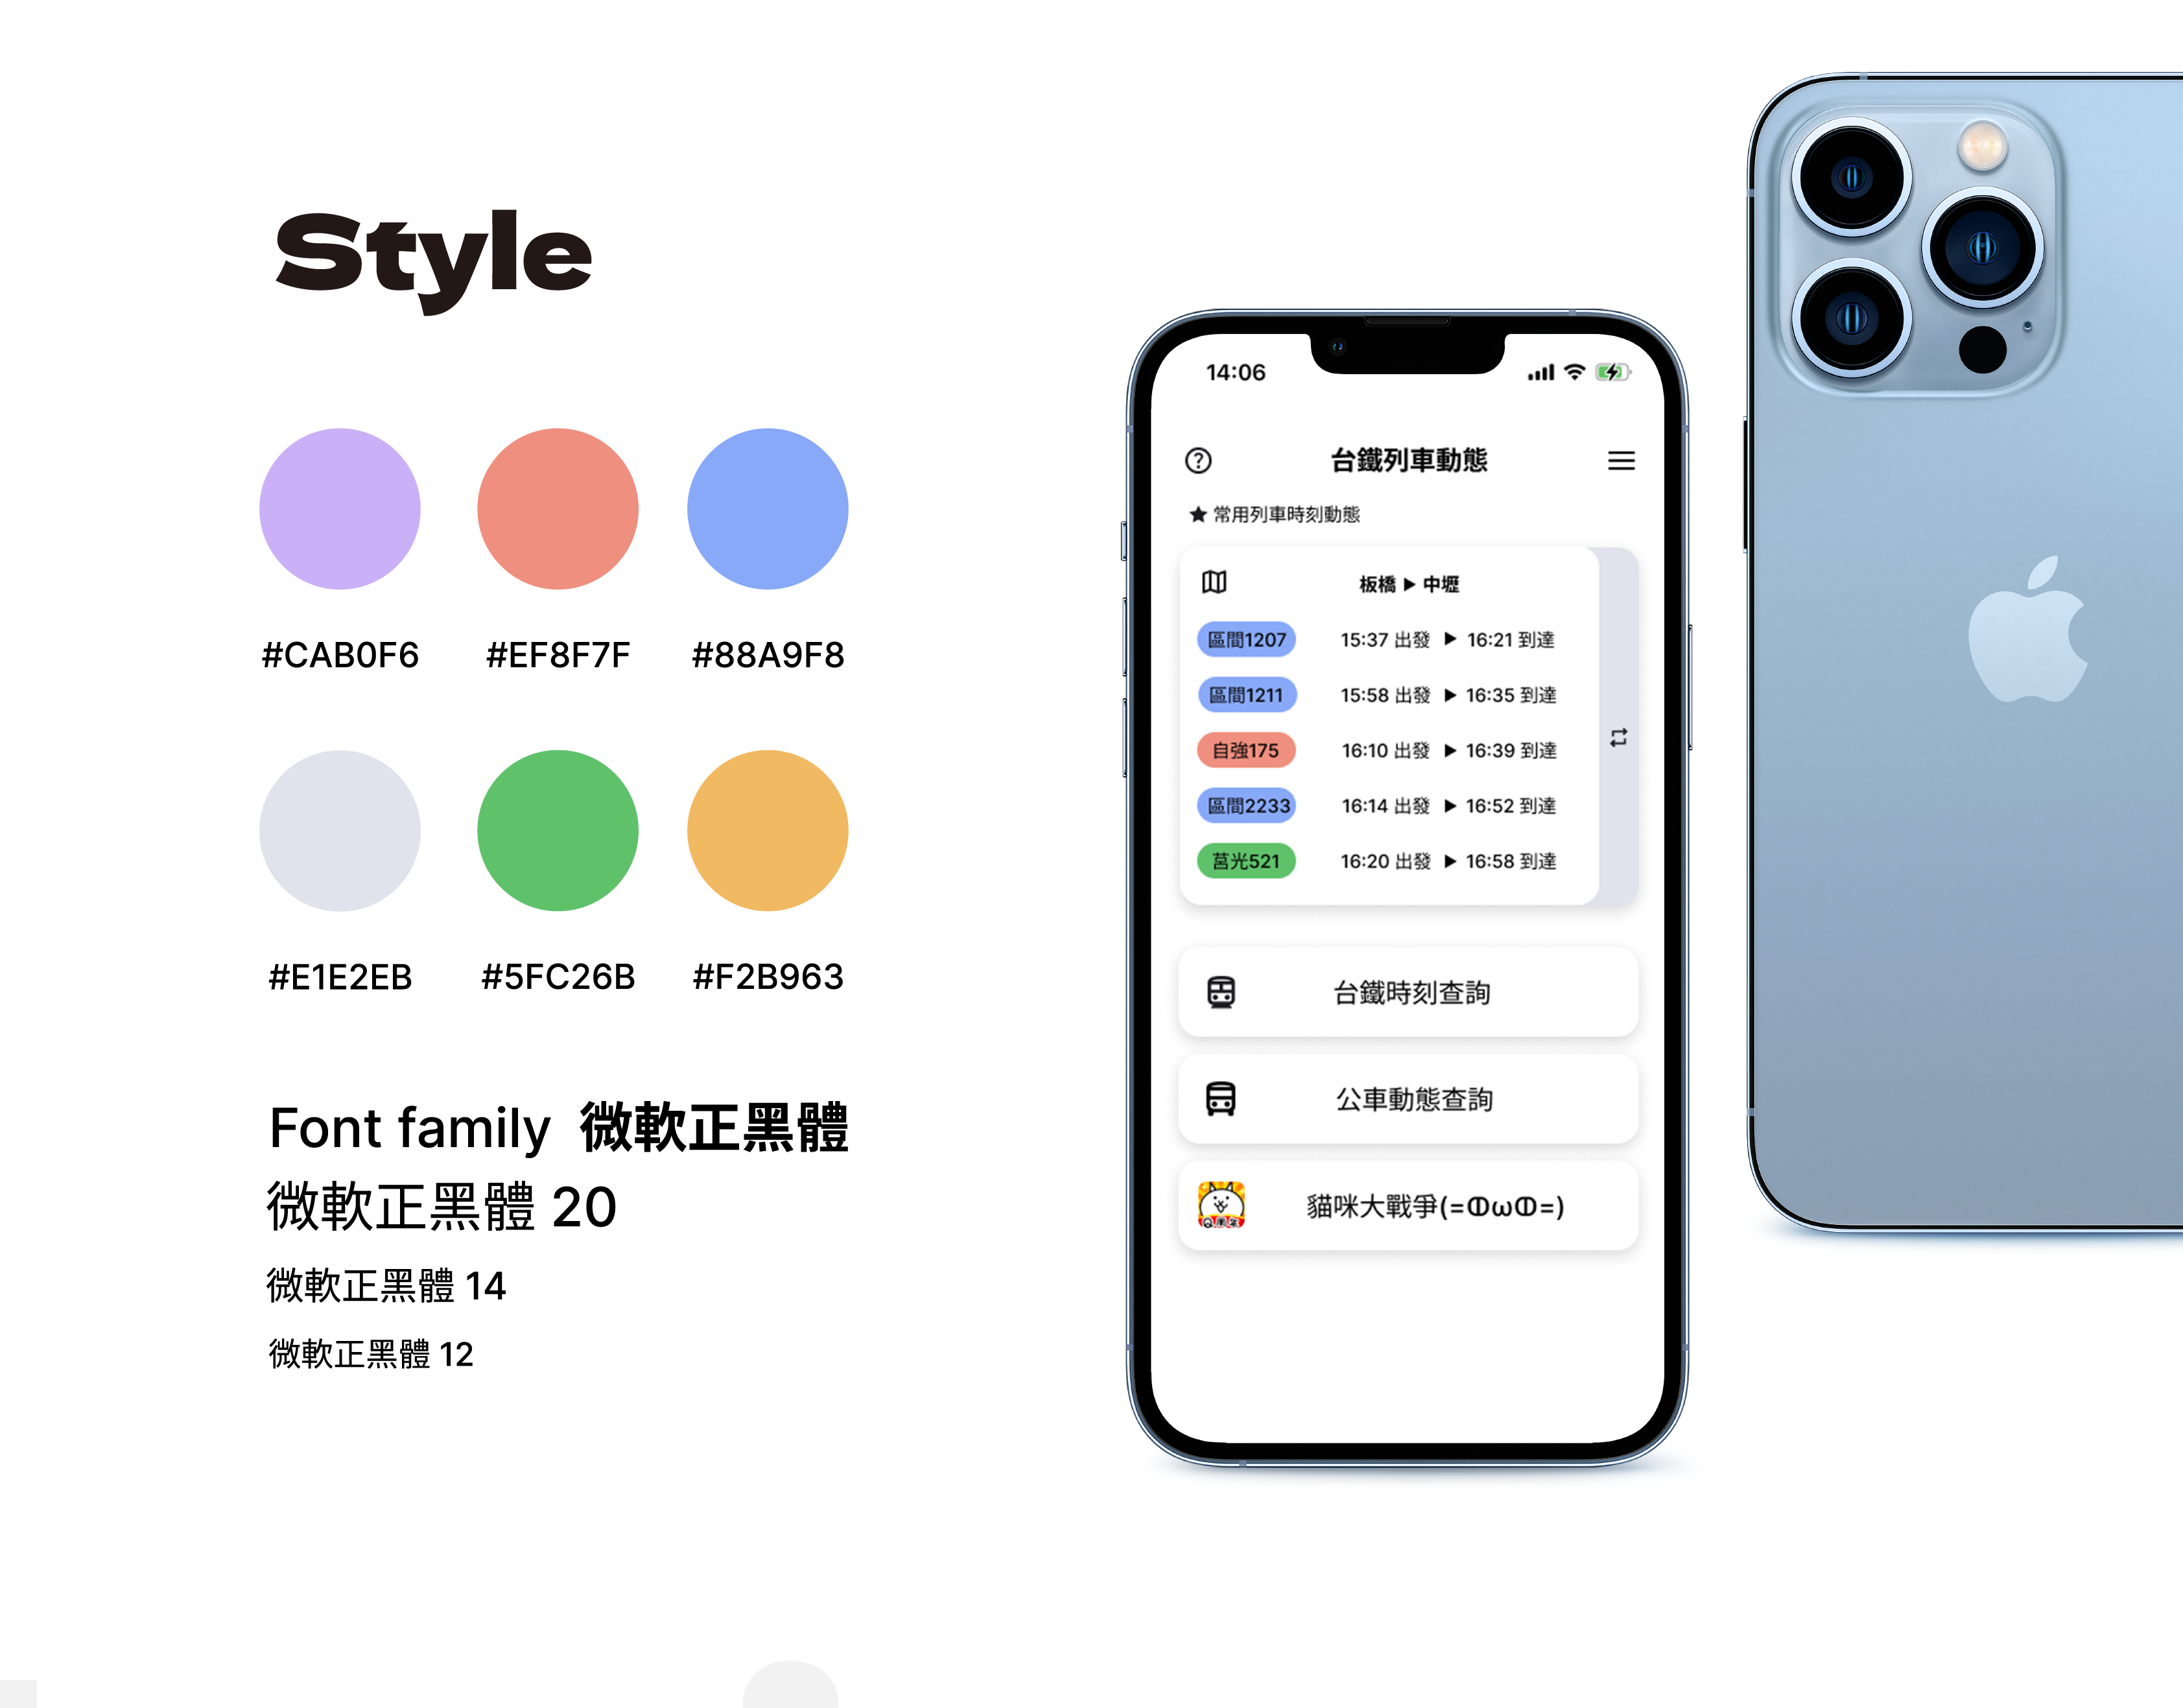 Style
#CAB0F6 #EF8F7F #88A9F8
#E1E2EB #5FC26B #F2B963
Font family 微軟正黑體
微軟正黑體 20
微軟正黑體 14
微軟正黑體 12
14:06
台鐵列車動態
★ 常用列車時刻動態
板橋 ▶ 中壢
區間1207 15:37 出發 ▶ 16:21 到達
區間1211 15:58 出發 ▶ 16:35 到達
自強175 16:10 出發 ▶ 16:39 到達
區間2233 16:14 出發 ▶ 16:52 到達
莒光521 16:20 出發 ▶ 16:58 到達
台鐵時刻查詢
公車動態查詢
貓咪大戰爭(=ↀωↀ=)